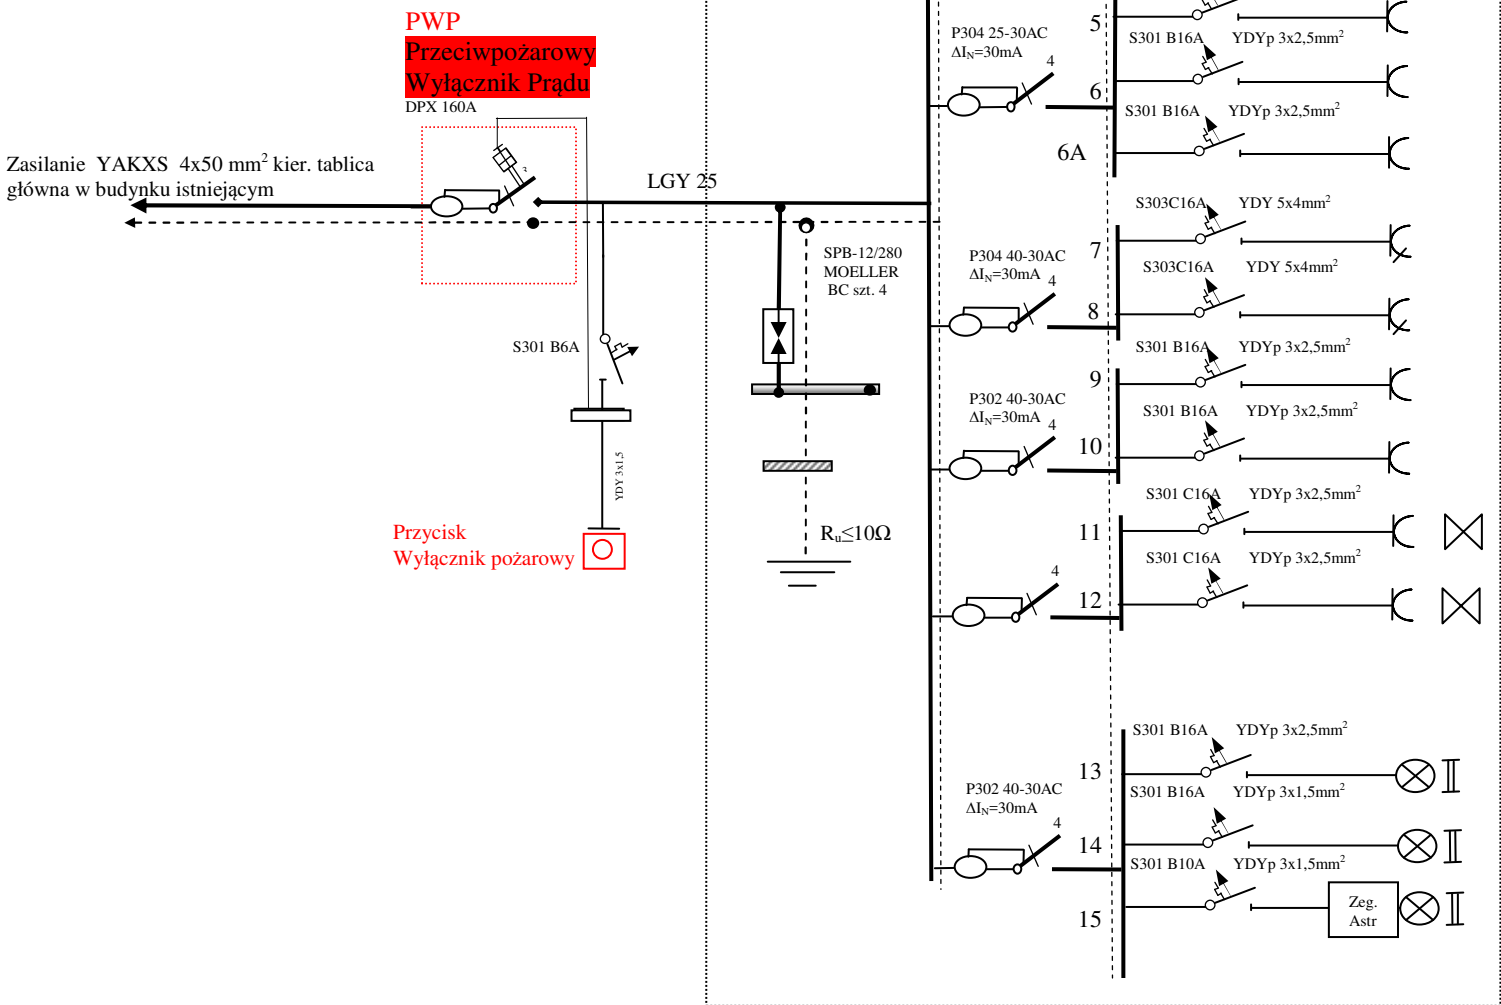 PWP
Przeciwpożarowy
Wyłącznik Prądu
DPX 160A
Zasilanie YAKXS 4x50 mm² kier. tablica
główna w budynku istniejącym
LGY 25
SPB-12/280
MOELLER
BC szt. 4
S301 B6A
YDY 3x1,5
Przycisk
Wyłącznik pożarowy
Rᵤ≤10Ω
P304 25-30AC
ΔI_N=30mA
4
5
S301 B16A YDYp 3x2,5mm²
6
S301 B16A YDYp 3x2,5mm²
6A
P304 40-30AC
ΔI_N=30mA
4
S303C16A YDY 5x4mm²
7
S303C16A YDY 5x4mm²
8
P302 40-30AC
ΔI_N=30mA
4
S301 B16A YDYp 3x2,5mm²
9
S301 B16A YDYp 3x2,5mm²
10
4
S301 C16A YDYp 3x2,5mm²
11
S301 C16A YDYp 3x2,5mm²
12
P302 40-30AC
ΔI_N=30mA
4
S301 B16A YDYp 3x2,5mm²
13
S301 B16A YDYp 3x1,5mm²
14
S301 B10A YDYp 3x1,5mm²
15
Zeg.
Astr